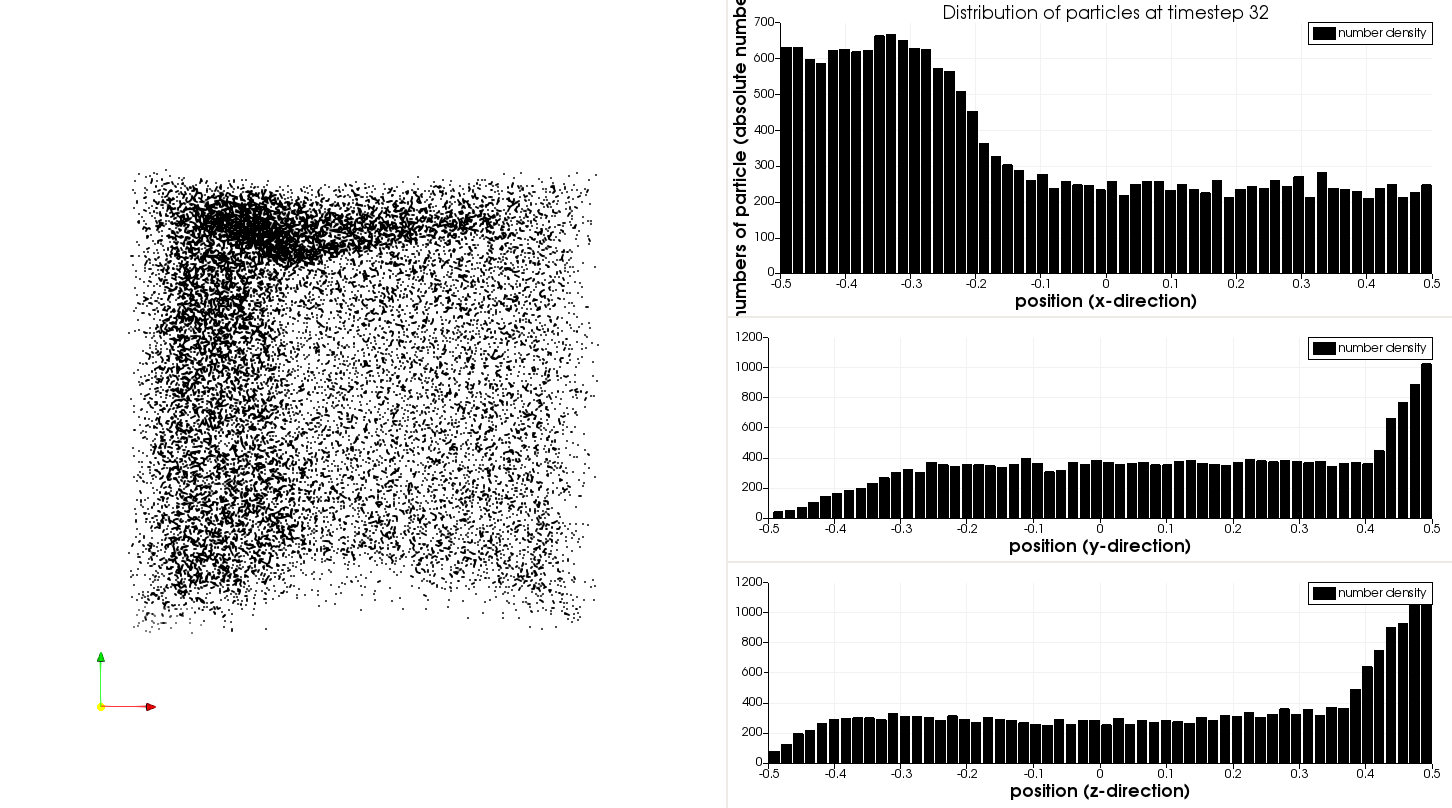 Distribution of particles at timestep 32
numbers of particle (absolute numbe
number density
700
600
500
400
300
200
100
0
-0.5 -0.4 -0.3 -0.2 -0.1 0 0.1 0.2 0.3 0.4 0.5
position (x-direction)
number density
1200
1000
800
600
400
200
0
-0.5 -0.4 -0.3 -0.2 -0.1 0 0.1 0.2 0.3 0.4 0.5
position (y-direction)
number density
1200
1000
800
600
400
200
0
-0.5 -0.4 -0.3 -0.2 -0.1 0 0.1 0.2 0.3 0.4 0.5
position (z-direction)